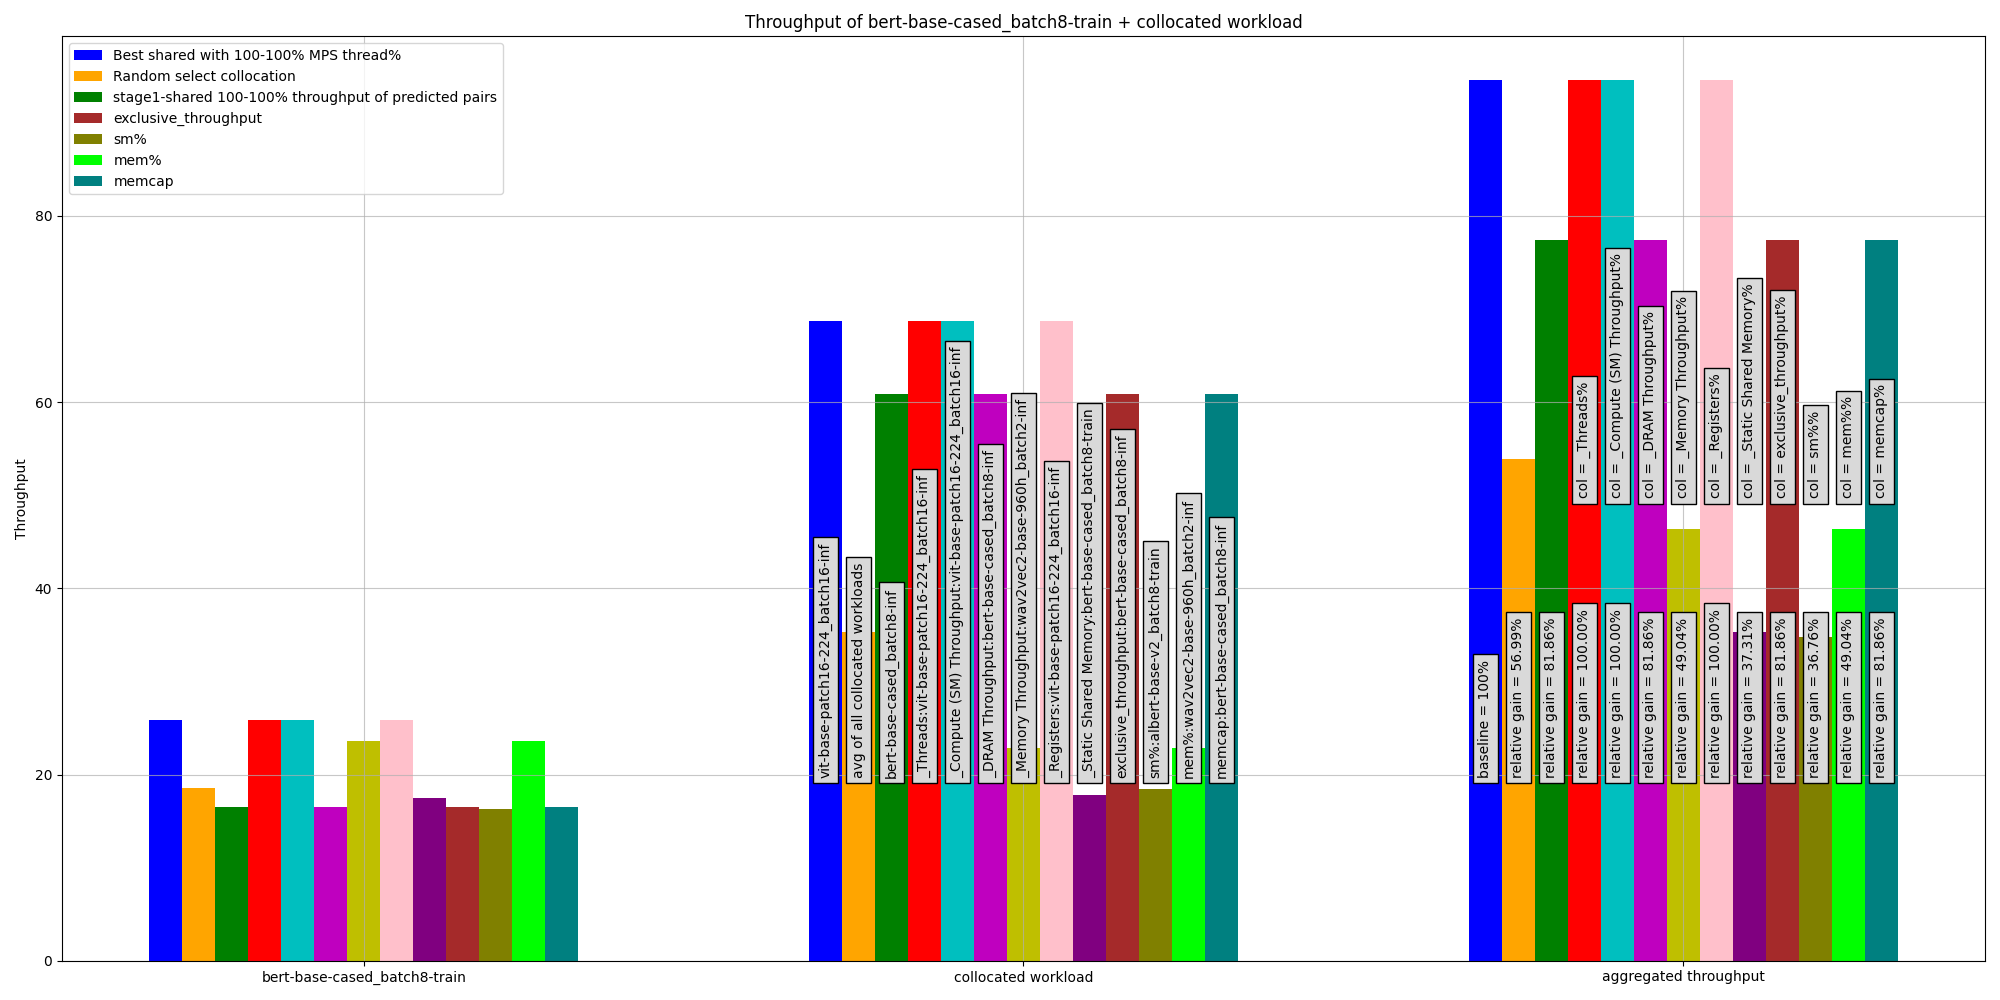 Throughput of bert-base-cased_batch8-train + collocated workload
Best shared with 100-100% MPS thread%
Random select collocation
stage1-shared 100-100% throughput of predicted pairs
exclusive_throughput
sm%
mem%
memcap
Throughput
80
60
40
20
0
vit-base-patch16-224_batch16-inf
avg of all collocated workloads
bert-base-cased_batch8-inf
_Threads:vit-base-patch16-224_batch16-inf
_Compute (SM) Throughput:vit-base-patch16-224_batch16-inf
_DRAM Throughput:bert-base-cased_batch8-inf
_Memory Throughput:wav2vec2-base-960h_batch2-inf
_Registers:vit-base-patch16-224_batch16-inf
_Static Shared Memory:bert-base-cased_batch8-train
exclusive_throughput:bert-base-cased_batch8-inf
sm%:albert-base-v2_batch8-train
mem%:wav2vec2-base-960h_batch2-inf
memcap:bert-base-cased_batch8-inf
col = _Threads%
col = _Compute (SM) Throughput%
col = _DRAM Throughput%
col = _Memory Throughput%
col = _Registers%
col = _Static Shared Memory%
col = exclusive_throughput%
col = sm%%
col = mem%%
col = memcap%
baseline = 100%
relative gain = 56.99%
relative gain = 81.86%
relative gain = 100.00%
relative gain = 100.00%
relative gain = 81.86%
relative gain = 49.04%
relative gain = 100.00%
relative gain = 37.31%
relative gain = 81.86%
relative gain = 36.76%
relative gain = 49.04%
relative gain = 81.86%
bert-base-cased_batch8-train
collocated workload
aggregated throughput